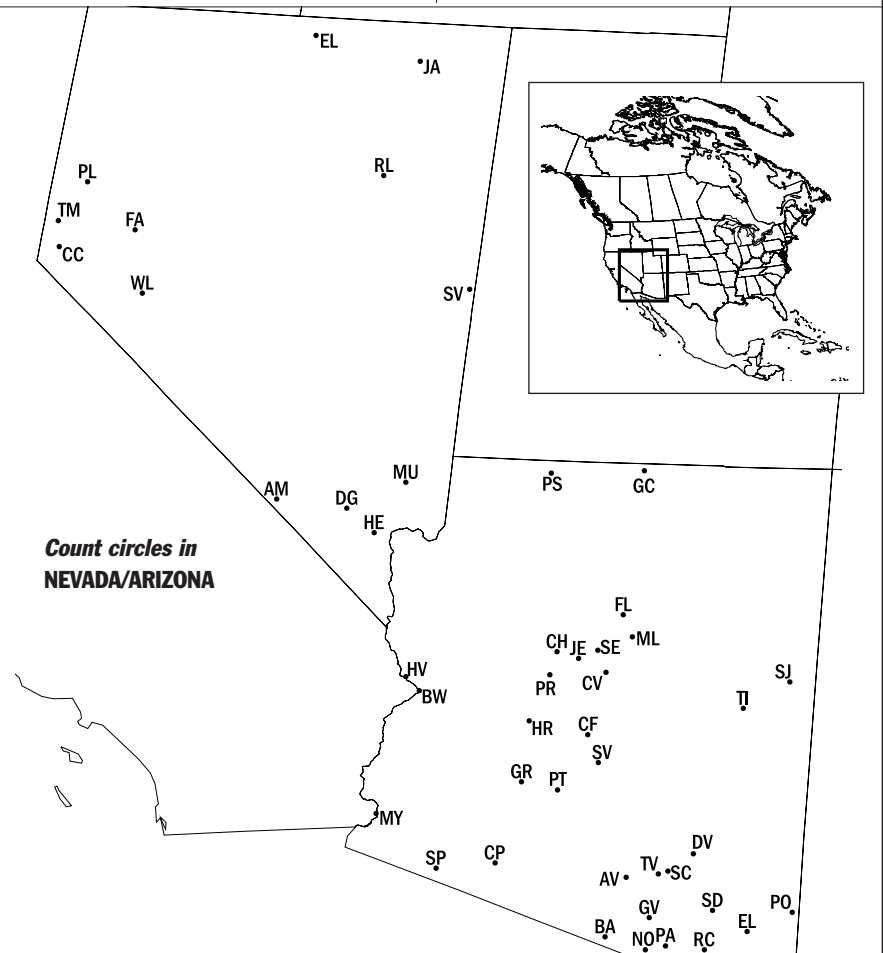 EL
JA
PL
RL
TM
FA
CC
WL
SV
AM
DG
MU
HE
PS
GC
Count circles in
NEVADA/ARIZONA
FL
CH
JE
SE
ML
HV
BW
PR
CV
SJ
TI
HR
CF
SV
GR
PT
MY
SP
CP
DV
TV
SC
AV
GV
SD
PO
BA
NO
PA
RC
EL